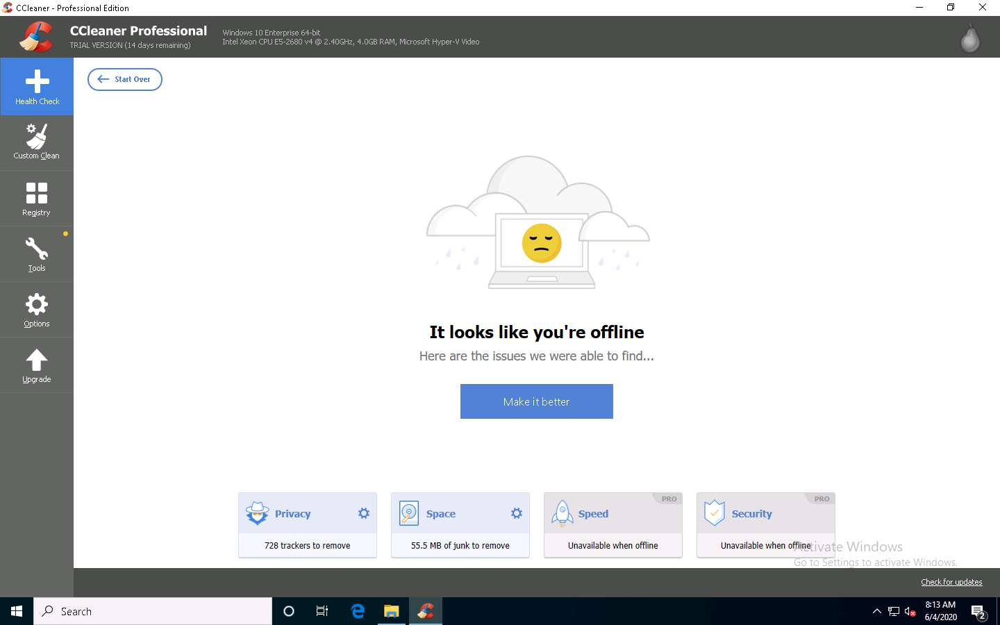 CCleaner - Professional Edition
CCleaner Professional
TRIAL VERSION (14 days remaining)
Windows 10 Enterprise 64-bit
Intel Xeon CPU E5-2680 v4 @ 2.40GHz, 4.0GB RAM, Microsoft Hyper-V Video
Health Check
Custom Clean
Registry
Tools
Options
Upgrade
Start Over
It looks like you're offline
Here are the issues we were able to find...
Make it better
Privacy
728 trackers to remove
Space
55.5 MB of junk to remove
PRO
Speed
Unavailable when offline
PRO
Security
Unavailable when offline
Activate Windows
Go to Settings to activate Windows.
Check for updates
Search
8:13 AM
6/4/2020
2